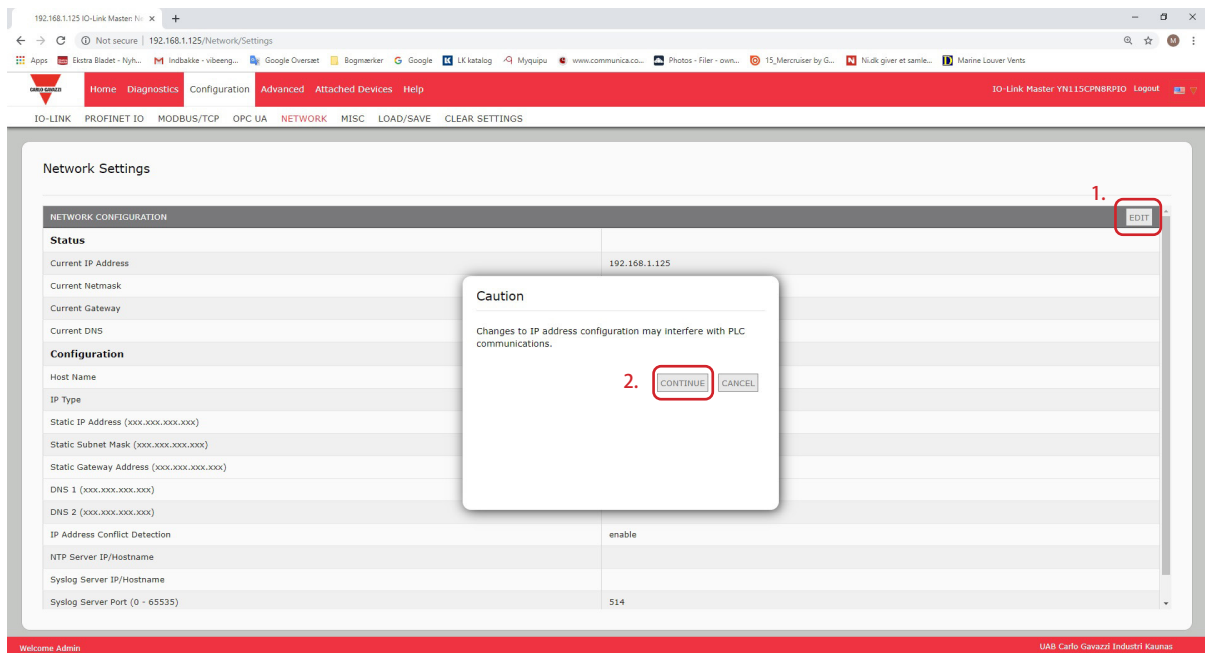 192.168.1.125 IO-Link Master: Ne
Not secure | 192.168.1.125/Network/Settings
M
Apps Ekstra Bladet - Nyh... Indbakke - vibeeng... Google Oversæt Bogmærker Google LK katalog Myquipu www.communica.co... Photos - Filer - own... 15_Mercruiser by G... Ni.dk giver et samle... Marine Louver Vents
CARLO GAVAZZI Home Diagnostics Configuration Advanced Attached Devices Help IO-Link Master YN115CPN8RPIO Logout
IO-LINK PROFINET IO MODBUS/TCP OPC UA NETWORK MISC LOAD/SAVE CLEAR SETTINGS
Network Settings
1.
NETWORK CONFIGURATION EDIT
Status
Current IP Address 192.168.1.125
Current Netmask
Current Gateway
Current DNS
Configuration
Host Name
IP Type
Static IP Address (xxx.xxx.xxx.xxx)
Static Subnet Mask (xxx.xxx.xxx.xxx)
Static Gateway Address (xxx.xxx.xxx.xxx)
DNS 1 (xxx.xxx.xxx.xxx)
DNS 2 (xxx.xxx.xxx.xxx)
IP Address Conflict Detection enable
NTP Server IP/Hostname
Syslog Server IP/Hostname
Syslog Server Port (0 - 65535) 514
Caution
Changes to IP address configuration may interfere with PLC
communications.
2. CONTINUE CANCEL
Welcome Admin UAB Carlo Gavazzi Industri Kaunas